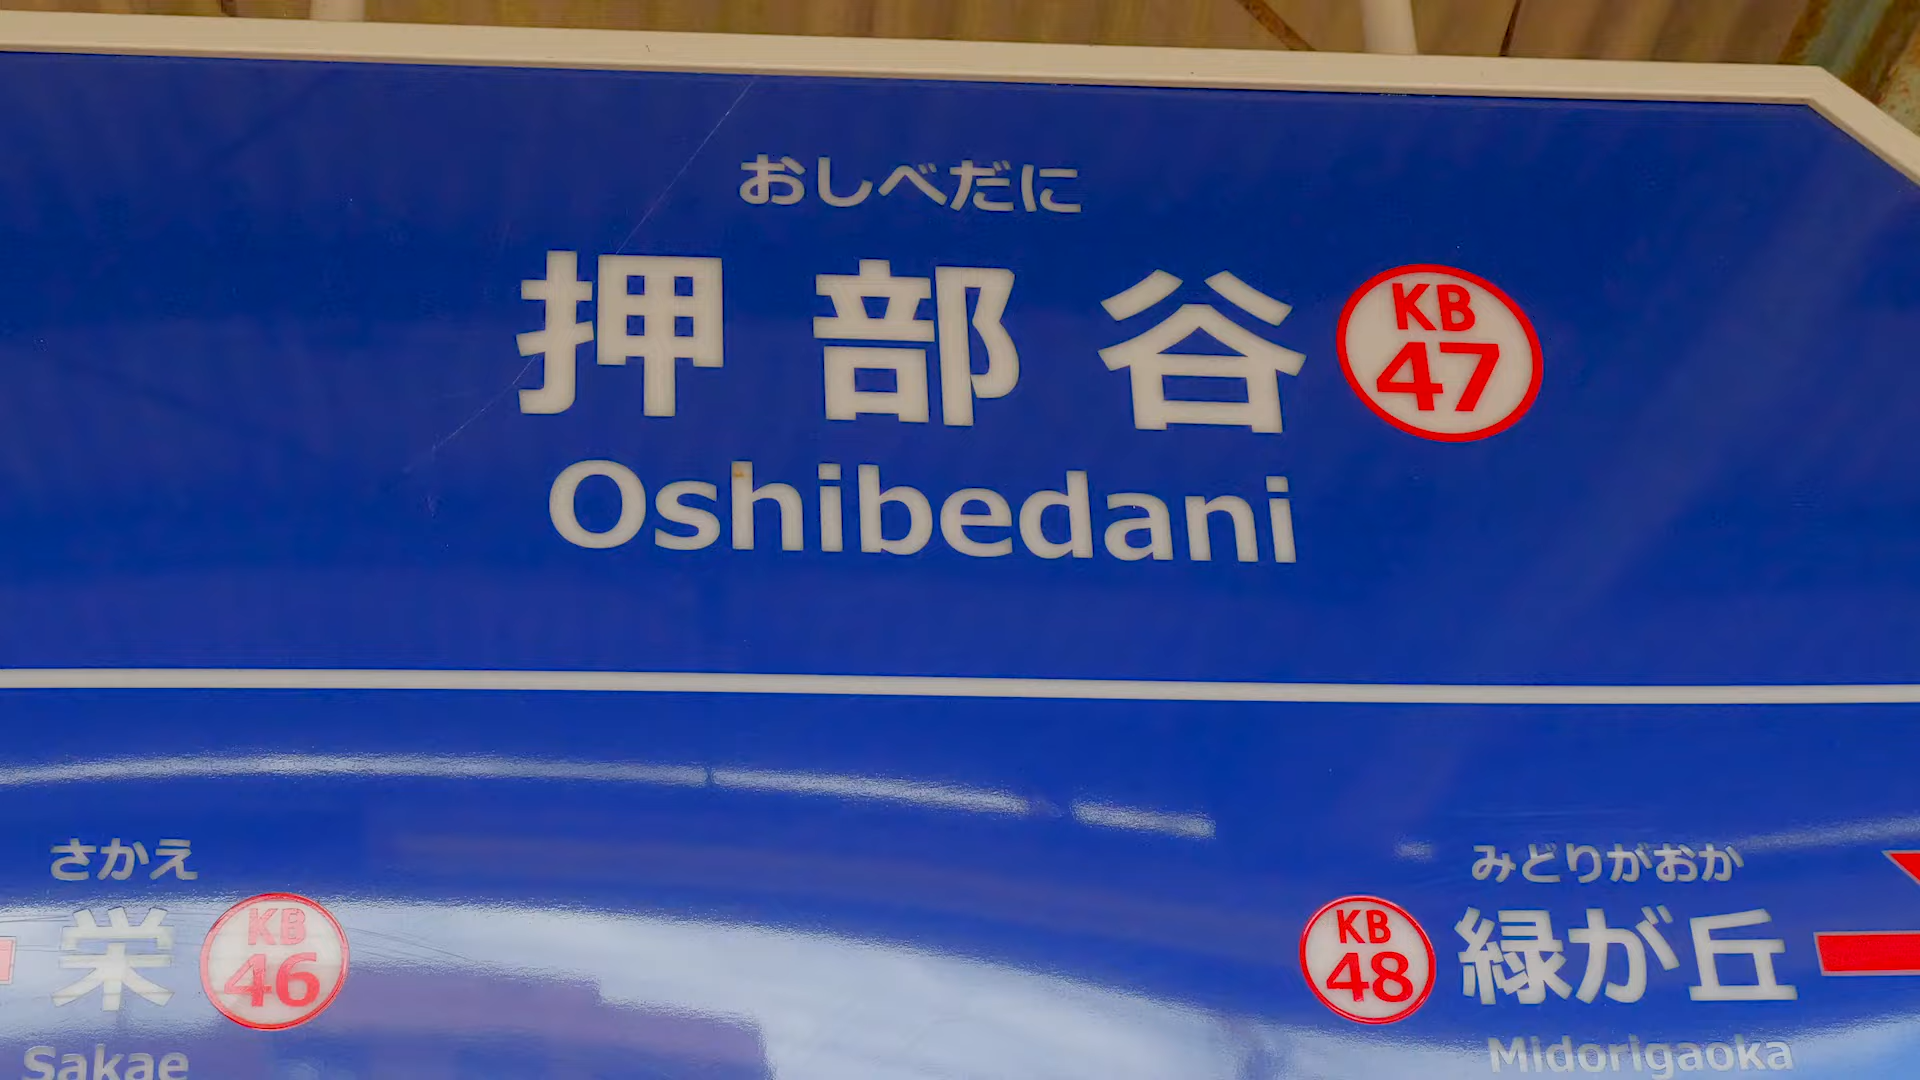 おしべだに
押部谷
KB
47
Oshibedani
さかえ
栄
KB
46
Sakae
みどりがおか
KB
48
緑が丘
Midorigaoka